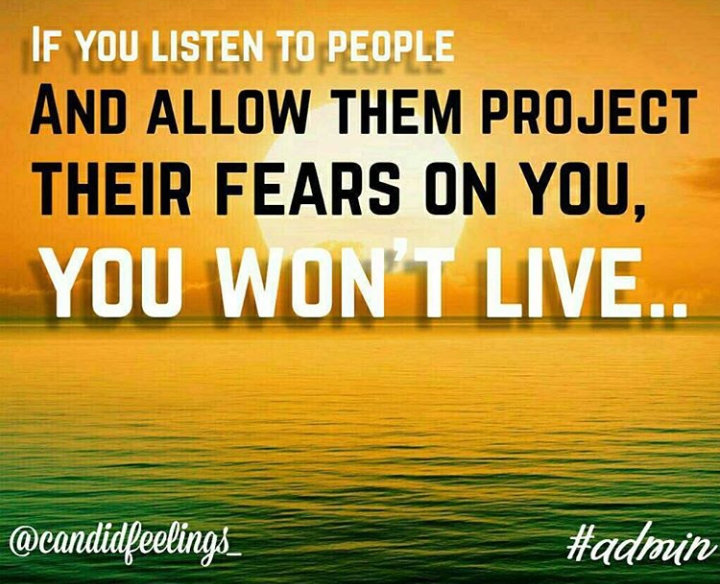 IF YOU LISTEN TO PEOPLE
AND ALLOW THEM PROJECT
THEIR FEARS ON YOU,
YOU WON'T LIVE..
@candidfeelings_
#admin